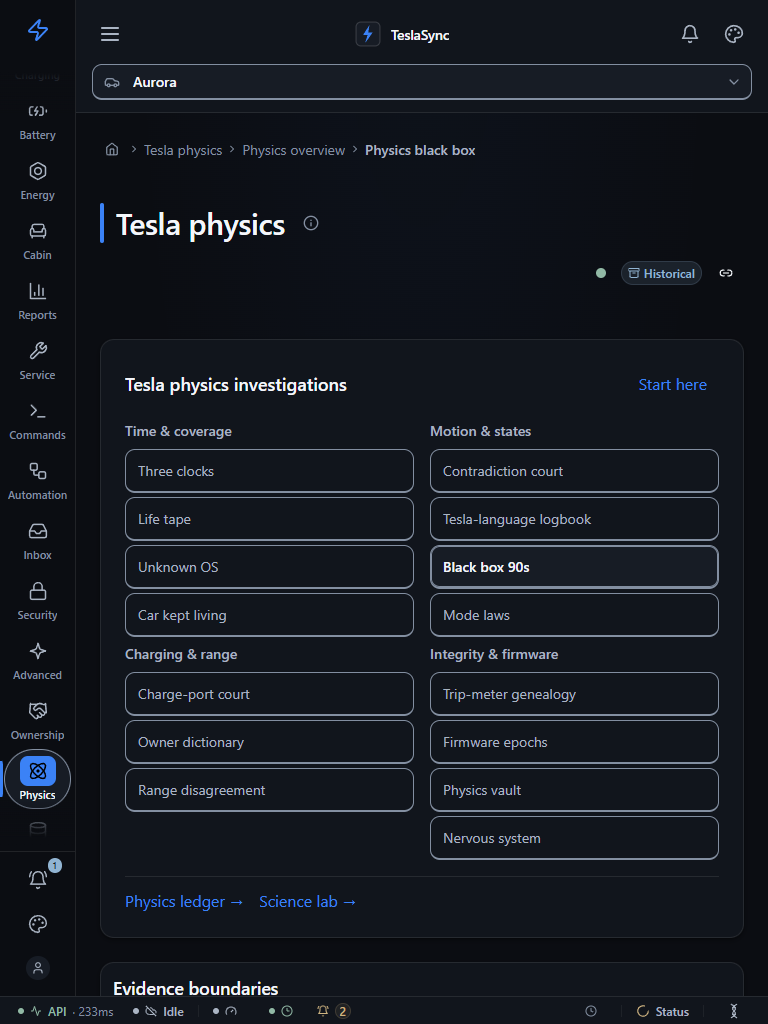 TeslaSync
Aurora
Battery
Energy
Cabin
Reports
Service
Commands
Automation
Inbox
Security
Advanced
Ownership
Physics
1
Tesla physics
Physics overview
Physics black box
Tesla physics
Historical
Tesla physics investigations
Start here
Time & coverage
Three clocks
Life tape
Unknown OS
Car kept living
Motion & states
Contradiction court
Tesla-language logbook
Black box 90s
Mode laws
Charging & range
Charge-port court
Owner dictionary
Range disagreement
Integrity & firmware
Trip-meter genealogy
Firmware epochs
Physics vault
Nervous system
Physics ledger →
Science lab →
Evidence boundaries
API · 233ms
Idle
2
Status